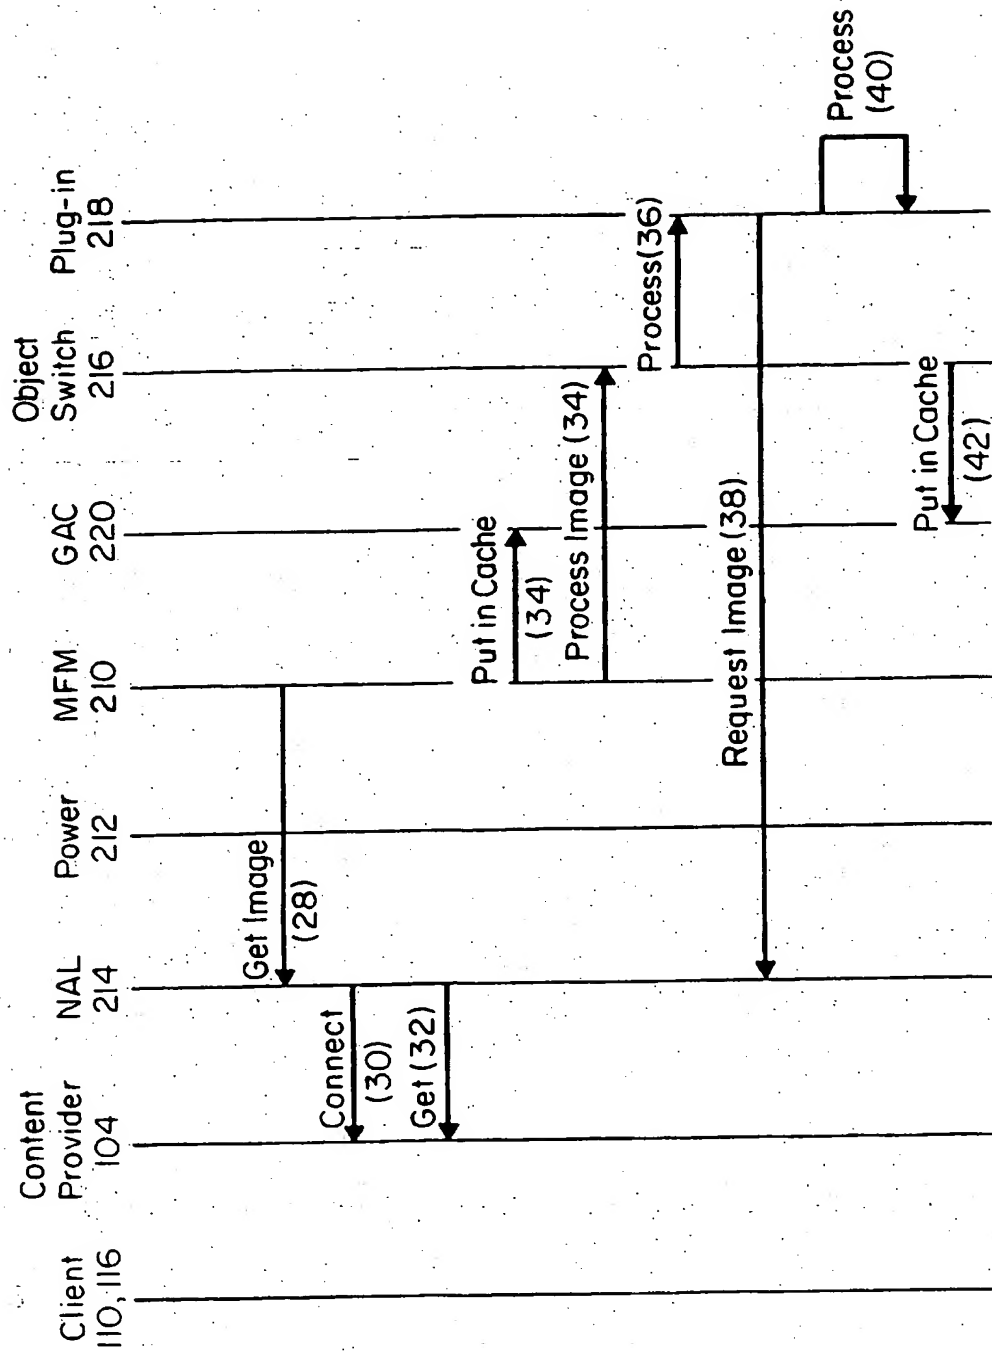 Client
110,116
Content
Provider
104
NAL
214
Power
212
MFM
210
GAC
220
Object
Switch
216
Plug-in
218
Get Image
(28)
Connect
(30)
Get (32)
Put in Cache
(34)
Process Image (34)
Process(36)
Request Image (38)
Process
(40)
Put in Cache
(42)